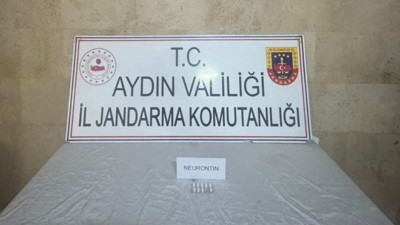 T.C.
AYDIN VALİLİĞİ
İL JANDARMA KOMUTANLIĞI
NEURONTIN